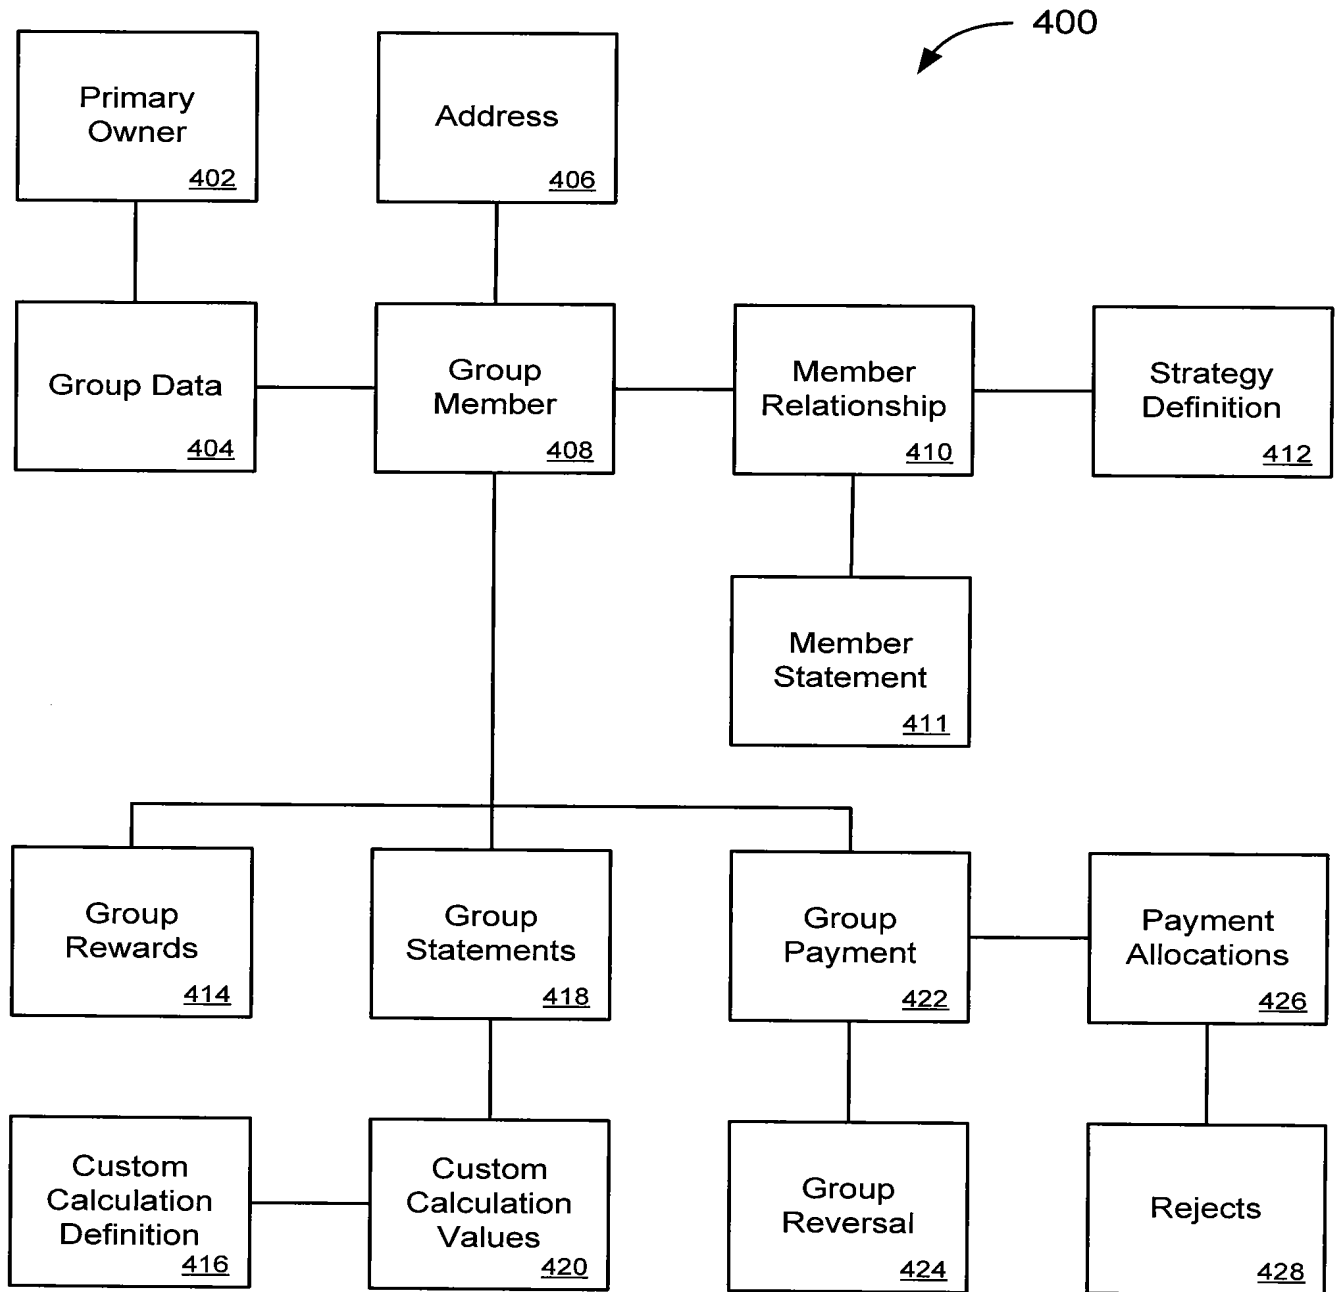 400
Primary
Owner
402
Address
406
Group Data
404
Group
Member
408
Member
Relationship
410
Strategy
Definition
412
Member
Statement
411
Group
Rewards
414
Group
Statements
418
Group
Payment
422
Payment
Allocations
426
Custom
Calculation
Definition
416
Custom
Calculation
Values
420
Group
Reversal
424
Rejects
428